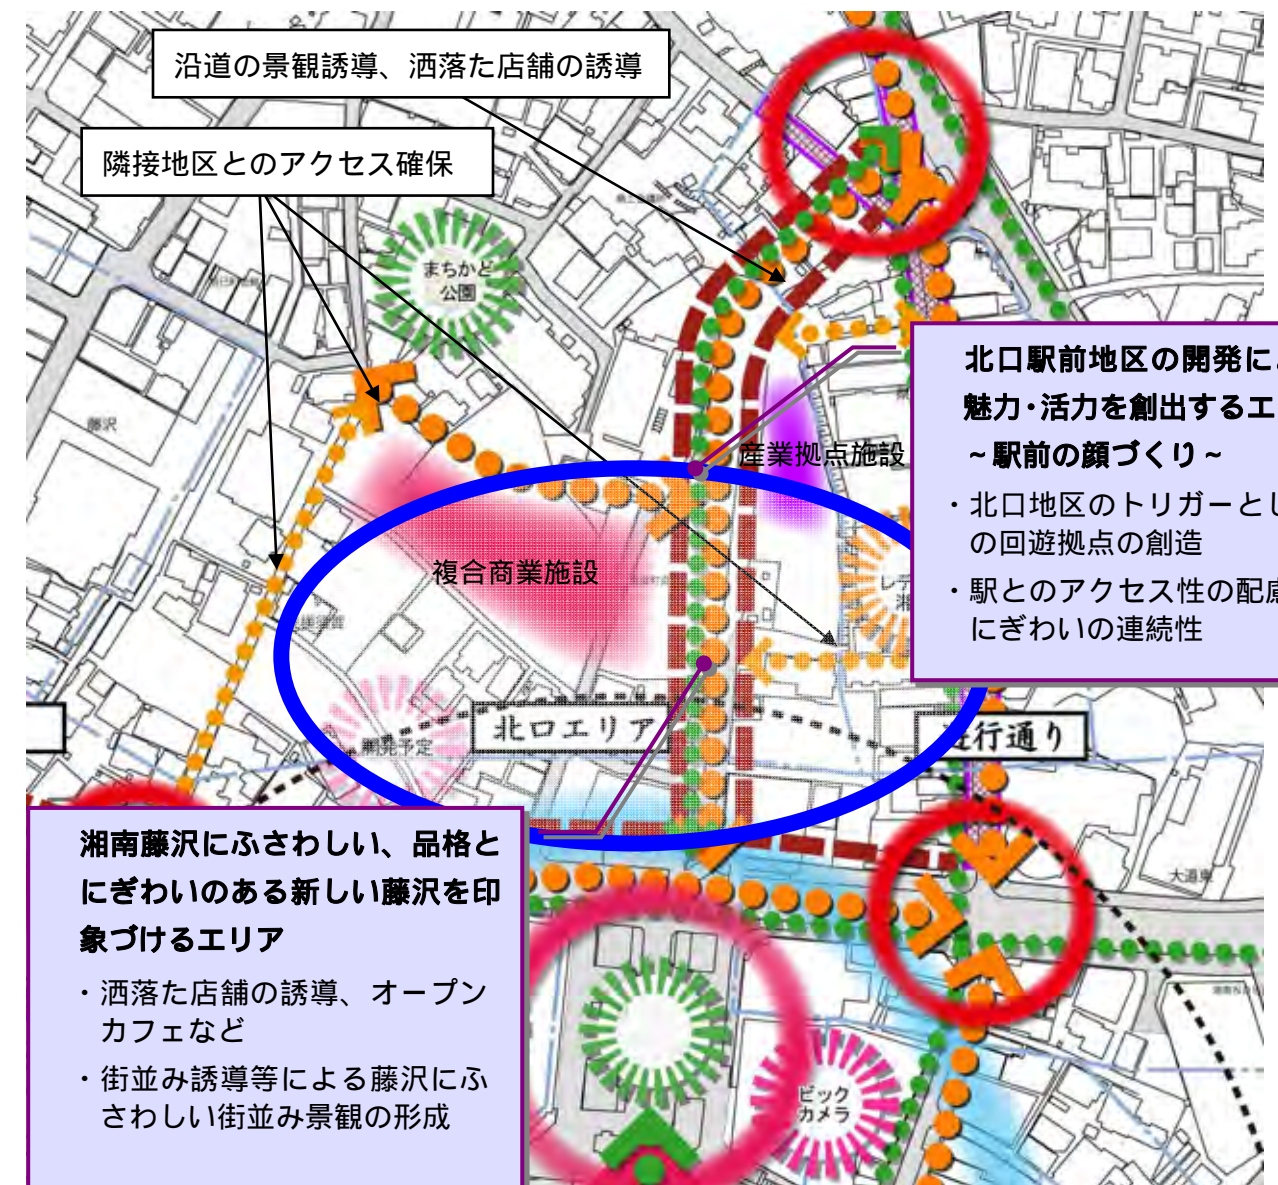 沿道の景観誘導、洒落た店舗の誘導
隣接地区とのアクセス確保
まちかど
公園
藤沢
北口駅前地区の開発によ
魅力・活力を創出するエ
～駅前の顔づくり～
・北口地区のトリガーとし
の回遊拠点の創造
・駅とのアクセス性の配慮
にぎわいの連続性
産業拠点施設
複合商業施設
北口エリア
行通り
開発予定
湘南藤沢にふさわしい、品格と
にぎわいのある新しい藤沢を印
象づけるエリア
・洒落た店舗の誘導、オープン
カフェなど
・街並み誘導等による藤沢にふ
さわしい街並み景観の形成
大道東
ビック
カメラ